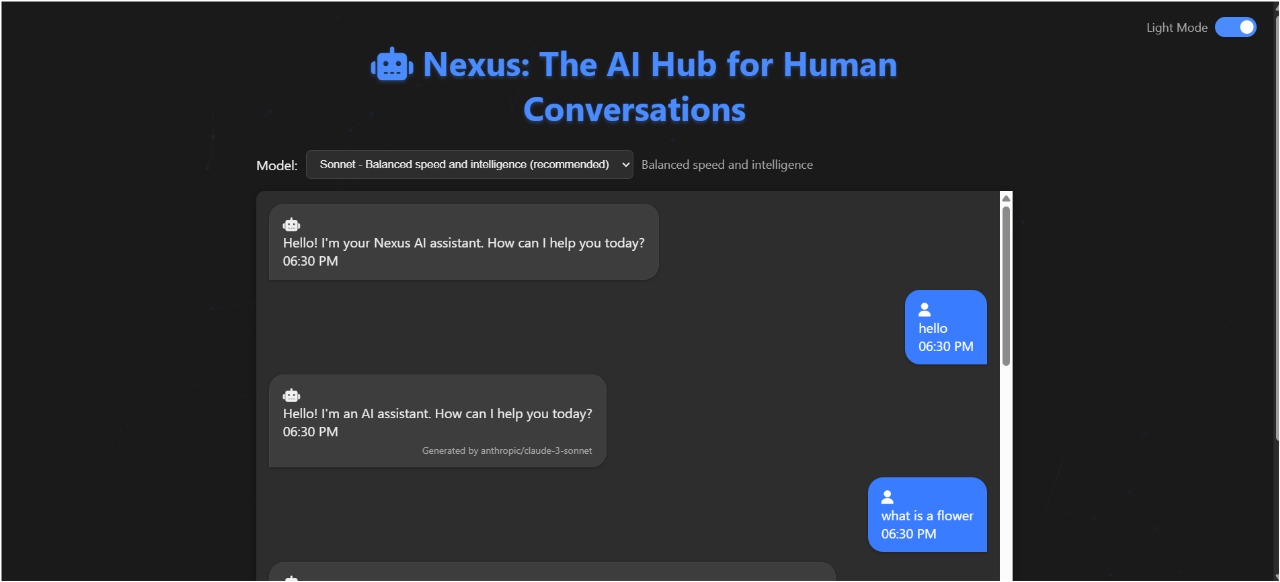 Light Mode
Nexus: The AI Hub for Human
Conversations
Model: Sonnet - Balanced speed and intelligence (recommended) Balanced speed and intelligence
Hello! I'm your Nexus AI assistant. How can I help you today?
06:30 PM
hello
06:30 PM
Hello! I'm an AI assistant. How can I help you today?
06:30 PM
Generated by anthropic/claude-3-sonnet
what is a flower
06:30 PM